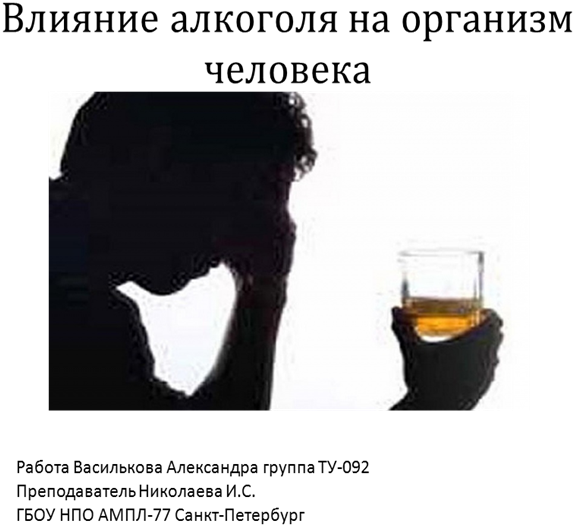 Влияние алкоголя на организм
человека
Работа Василькова Александра группа ТУ-092
Преподаватель Николаева И.С.
ГБОУ НПО АМПЛ-77 Санкт-Петербург